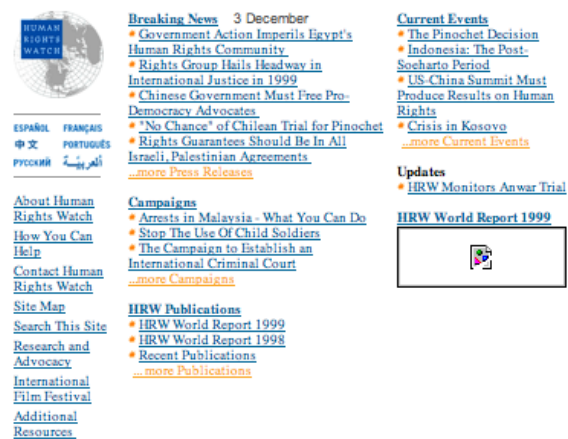 HUMAN
RIGHTS
WATCH
ESPAÑOL FRANÇAIS
中文 PORTUGUÊS
РУССКИЙ العربيّة
About Human
Rights Watch
How You Can
Help
Contact Human
Rights Watch
Site Map
Search This Site
Research and
Advocacy
International
Film Festival
Additional
Resources
Breaking News 3 December
Government Action Imperils Egypt's
Human Rights Community
Rights Group Hails Headway in
International Justice in 1999
Chinese Government Must Free Pro-
Democracy Advocates
"No Chance" of Chilean Trial for Pinochet
Rights Guarantees Should Be In All
Israeli, Palestinian Agreements
...more Press Releases
Campaigns
Arrests in Malaysia - What You Can Do
Stop The Use Of Child Soldiers
The Campaign to Establish an
International Criminal Court
...more Campaigns
HRW Publications
HRW World Report 1999
HRW World Report 1998
Recent Publications
... more Publications
Current Events
The Pinochet Decision
Indonesia: The Post-
Soeharto Period
US-China Summit Must
Produce Results on Human
Rights
Crisis in Kosovo
...more Current Events
Updates
HRW Monitors Anwar Trial
HRW World Report 1999